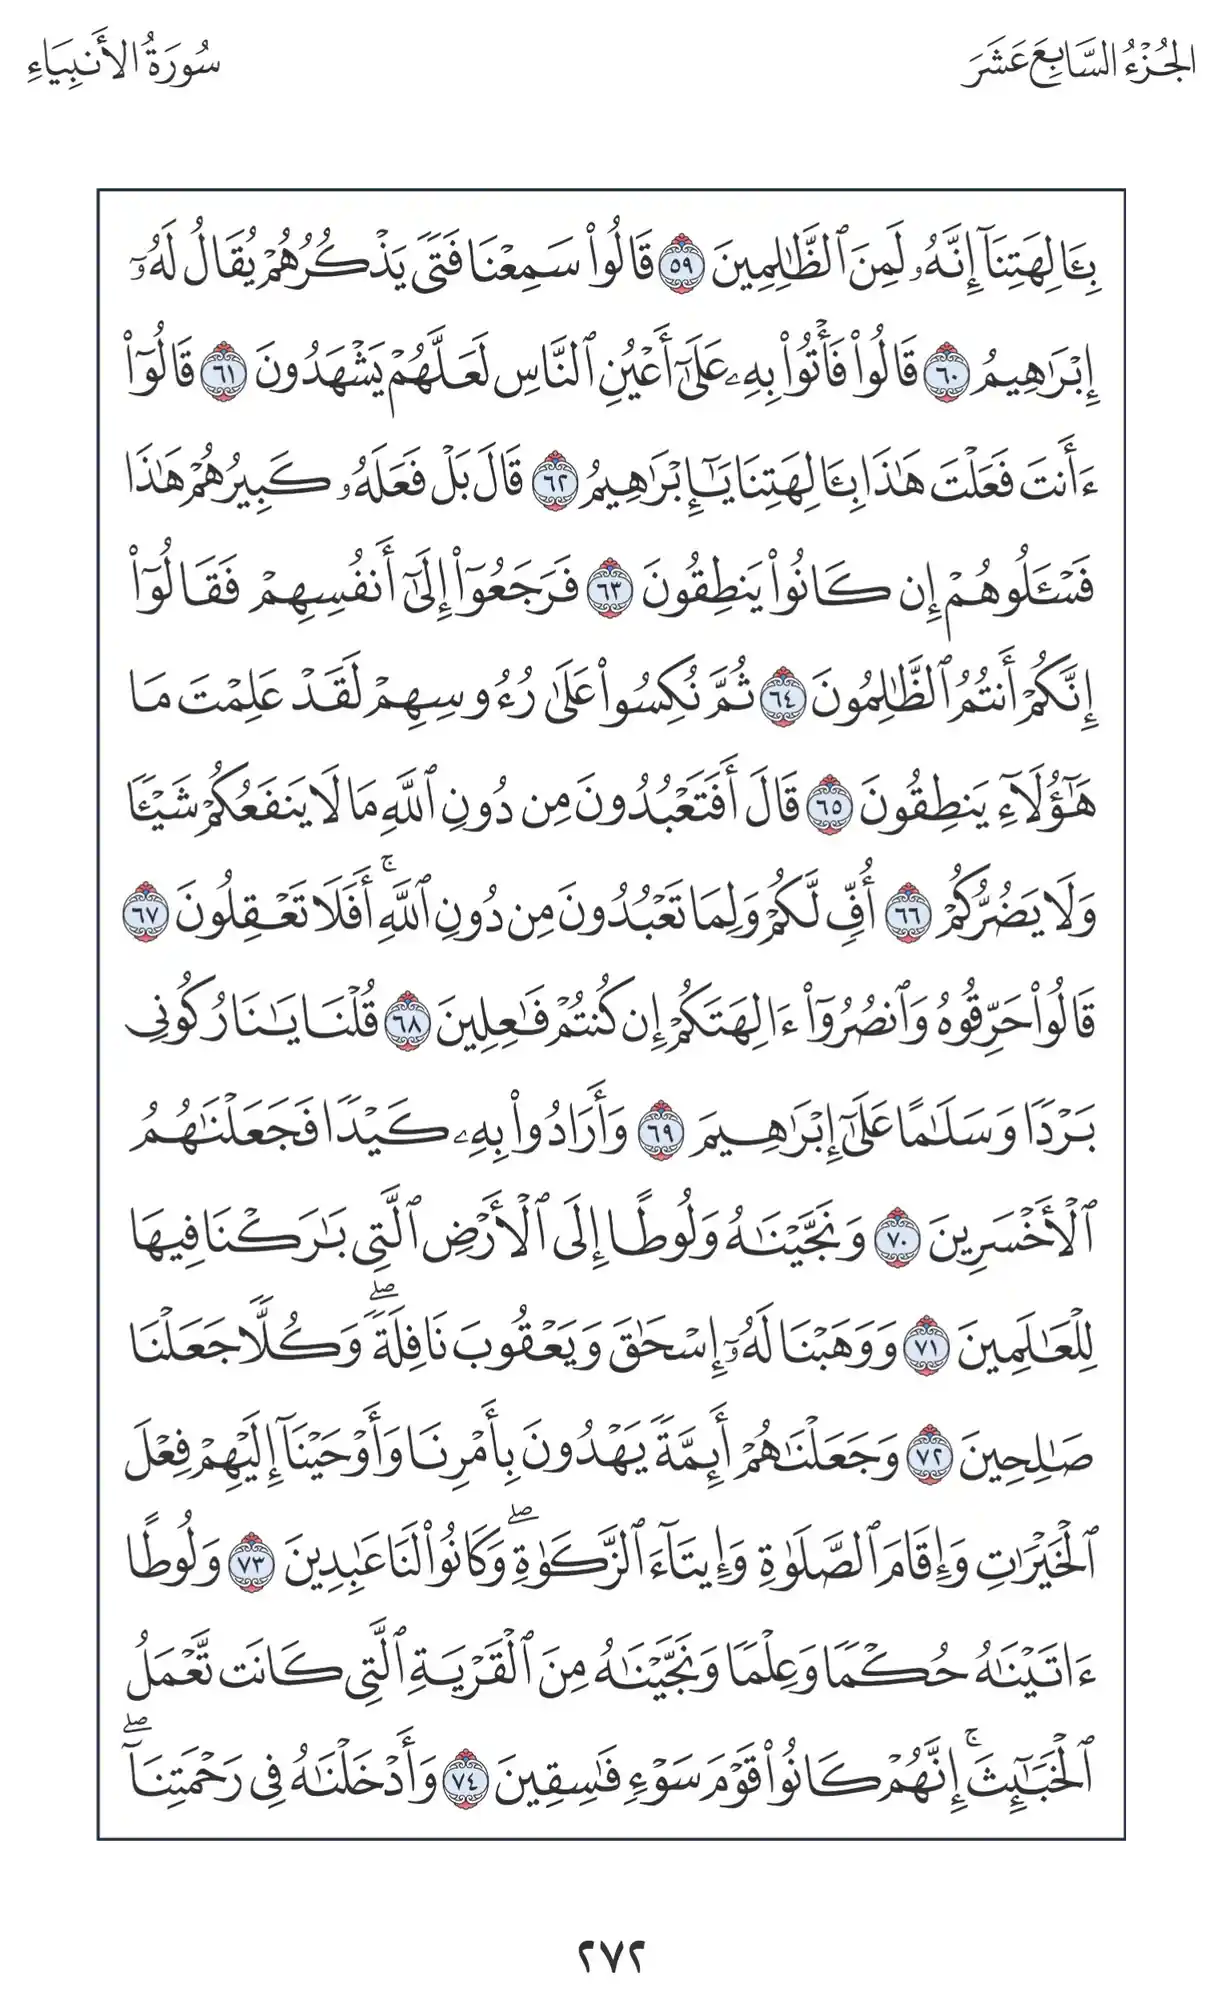 الجُزْءُ السَّابِعَ عَشَرَ
سُورَةُ الأَنبِيَاءِ
بِـَٔالِهَتِنَآ إِنَّهُۥ لَمِنَ ٱلظَّٰلِمِينَ ٥٩ قَالُوا۟ سَمِعْنَا فَتًى يَذْكُرُهُمْ يُقَالُ لَهُۥٓ
إِبْرَٰهِيمُ ٦٠ قَالُوا۟ فَأْتُوا۟ بِهِۦ عَلَىٰٓ أَعْيُنِ ٱلنَّاسِ لَعَلَّهُمْ يَشْهَدُونَ ٦١ قَالُوٓا۟
ءَأَنتَ فَعَلْتَ هَٰذَا بِـَٔالِهَتِنَا يَٰٓإِبْرَٰهِيمُ ٦٢ قَالَ بَلْ فَعَلَهُۥ كَبِيرُهُمْ هَٰذَا
فَسْـَٔلُوهُمْ إِن كَانُوا۟ يَنطِقُونَ ٦٣ فَرَجَعُوٓا۟ إِلَىٰٓ أَنفُسِهِمْ فَقَالُوٓا۟
إِنَّكُمْ أَنتُمُ ٱلظَّٰلِمُونَ ٦٤ ثُمَّ نُكِسُوا۟ عَلَىٰ رُءُوسِهِمْ لَقَدْ عَلِمْتَ مَا
هَٰٓؤُلَآءِ يَنطِقُونَ ٦٥ قَالَ أَفَتَعْبُدُونَ مِن دُونِ ٱللَّهِ مَا لَا يَنفَعُكُمْ شَيْـًٔا
وَلَا يَضُرُّكُمْ ٦٦ أُفٍّ لَّكُمْ وَلِمَا تَعْبُدُونَ مِن دُونِ ٱللَّهِ ۚ أَفَلَا تَعْقِلُونَ ٦٧
قَالُوا۟ حَرِّقُوهُ وَٱنصُرُوٓا۟ ءَالِهَتَكُمْ إِن كُنتُمْ فَٰعِلِينَ ٦٨ قُلْنَا يَٰنَارُ كُونِى
بَرْدًا وَسَلَٰمًا عَلَىٰٓ إِبْرَٰهِيمَ ٦٩ وَأَرَادُوا۟ بِهِۦ كَيْدًا فَجَعَلْنَٰهُمُ
ٱلْأَخْسَرِينَ ٧٠ وَنَجَّيْنَٰهُ وَلُوطًا إِلَى ٱلْأَرْضِ ٱلَّتِى بَٰرَكْنَا فِيهَا
لِلْعَٰلَمِينَ ٧١ وَوَهَبْنَا لَهُۥٓ إِسْحَٰقَ وَيَعْقُوبَ نَافِلَةً ۖ وَكُلًّا جَعَلْنَا
صَٰلِحِينَ ٧٢ وَجَعَلْنَٰهُمْ أَئِمَّةً يَهْدُونَ بِأَمْرِنَا وَأَوْحَيْنَآ إِلَيْهِمْ فِعْلَ
ٱلْخَيْرَٰتِ وَإِقَامَ ٱلصَّلَوٰةِ وَإِيتَآءَ ٱلزَّكَوٰةِ ۖ وَكَانُوا۟ لَنَا عَٰبِدِينَ ٧٣ وَلُوطًا
ءَاتَيْنَٰهُ حُكْمًا وَعِلْمًا وَنَجَّيْنَٰهُ مِنَ ٱلْقَرْيَةِ ٱلَّتِى كَانَت تَّعْمَلُ
ٱلْخَبَٰٓئِثَ ۚ إِنَّهُمْ كَانُوا۟ قَوْمَ سَوْءٍ فَٰسِقِينَ ٧٤ وَأَدْخَلْنَٰهُ فِى رَحْمَتِنَآ ۖ
٢٧٢